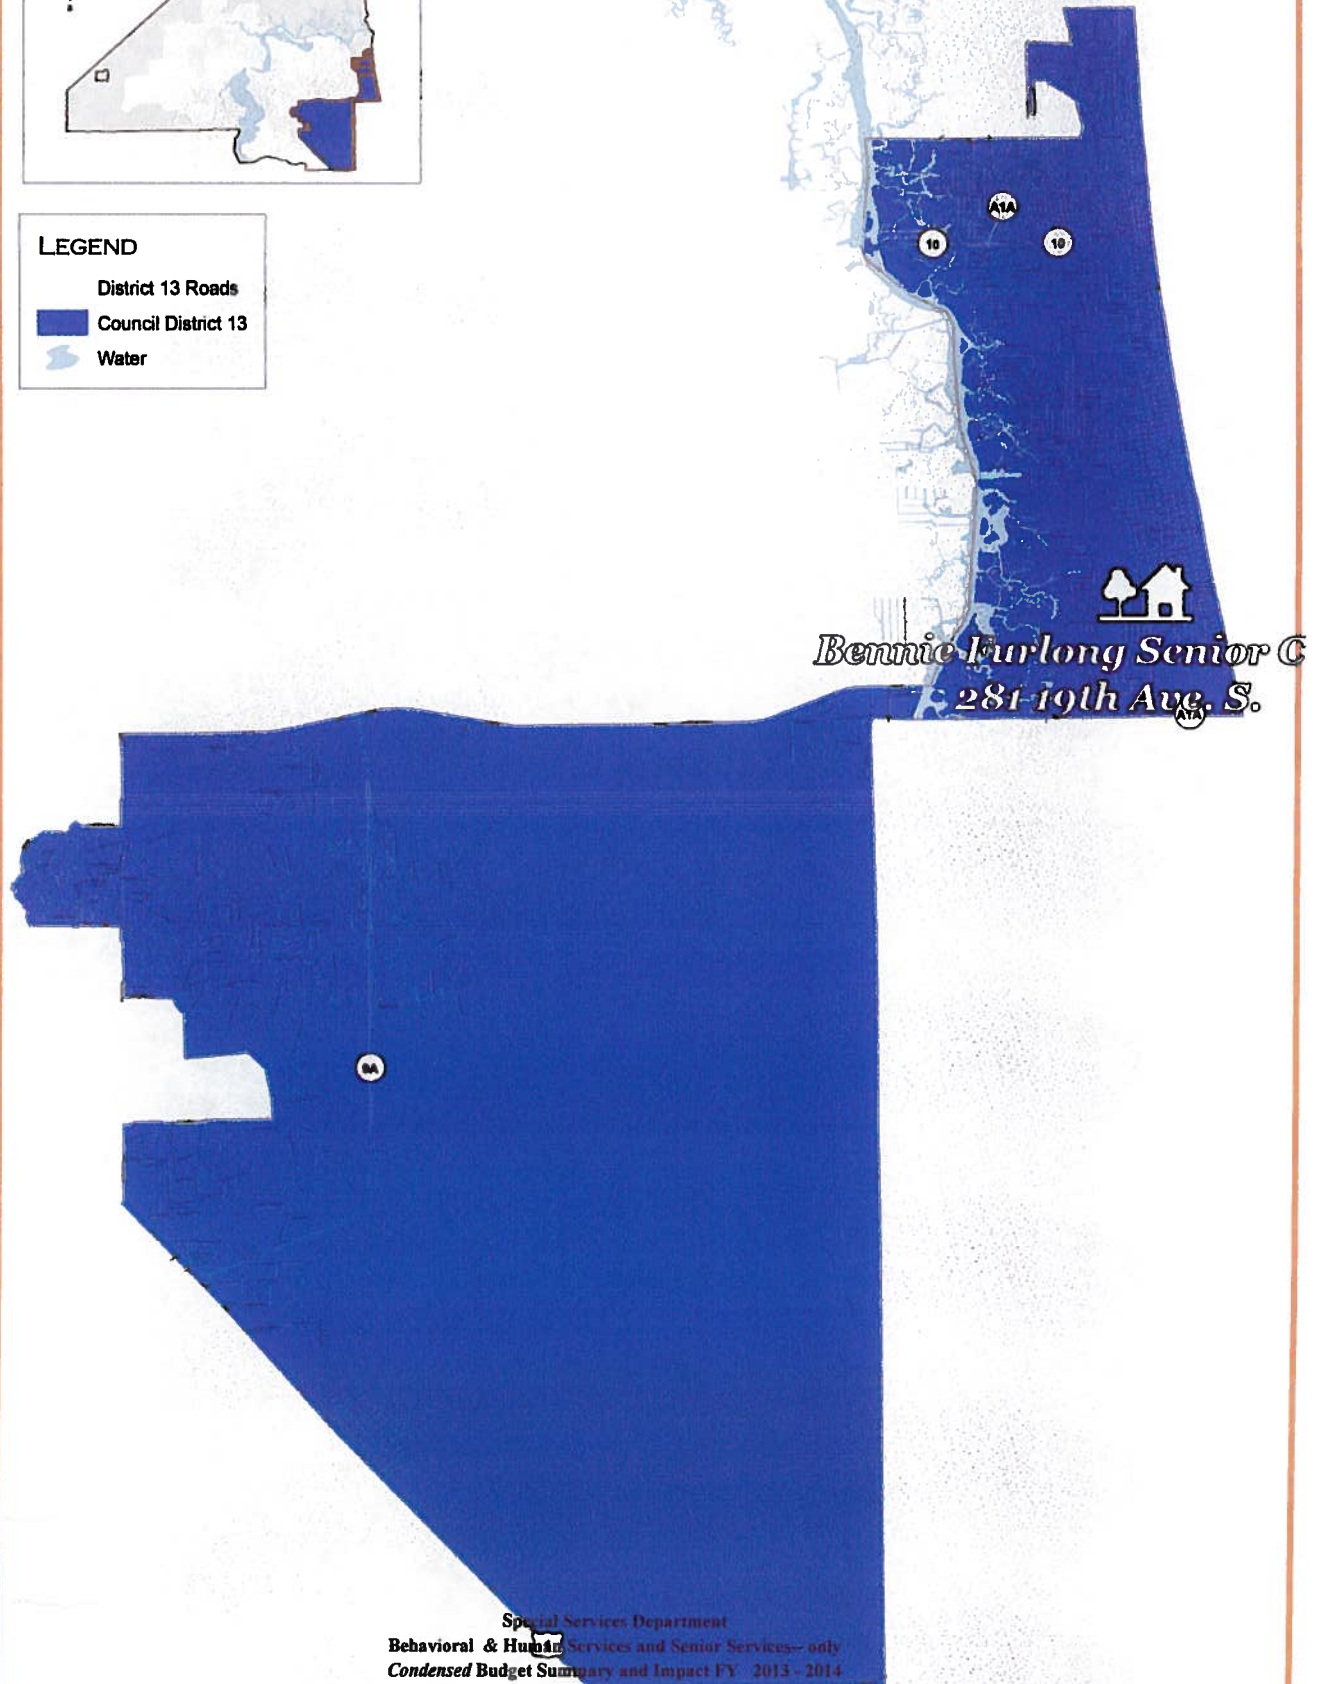 LEGEND
District 13 Roads
Council District 13
Water
A1A
10
10
Bennie Furlong Senior C
281 19th Ave. S.
A1A
9A
Special Services Department
Behavioral & Human Services and Senior Services-- only
Condensed Budget Summary and Impact FY 2013 - 2014